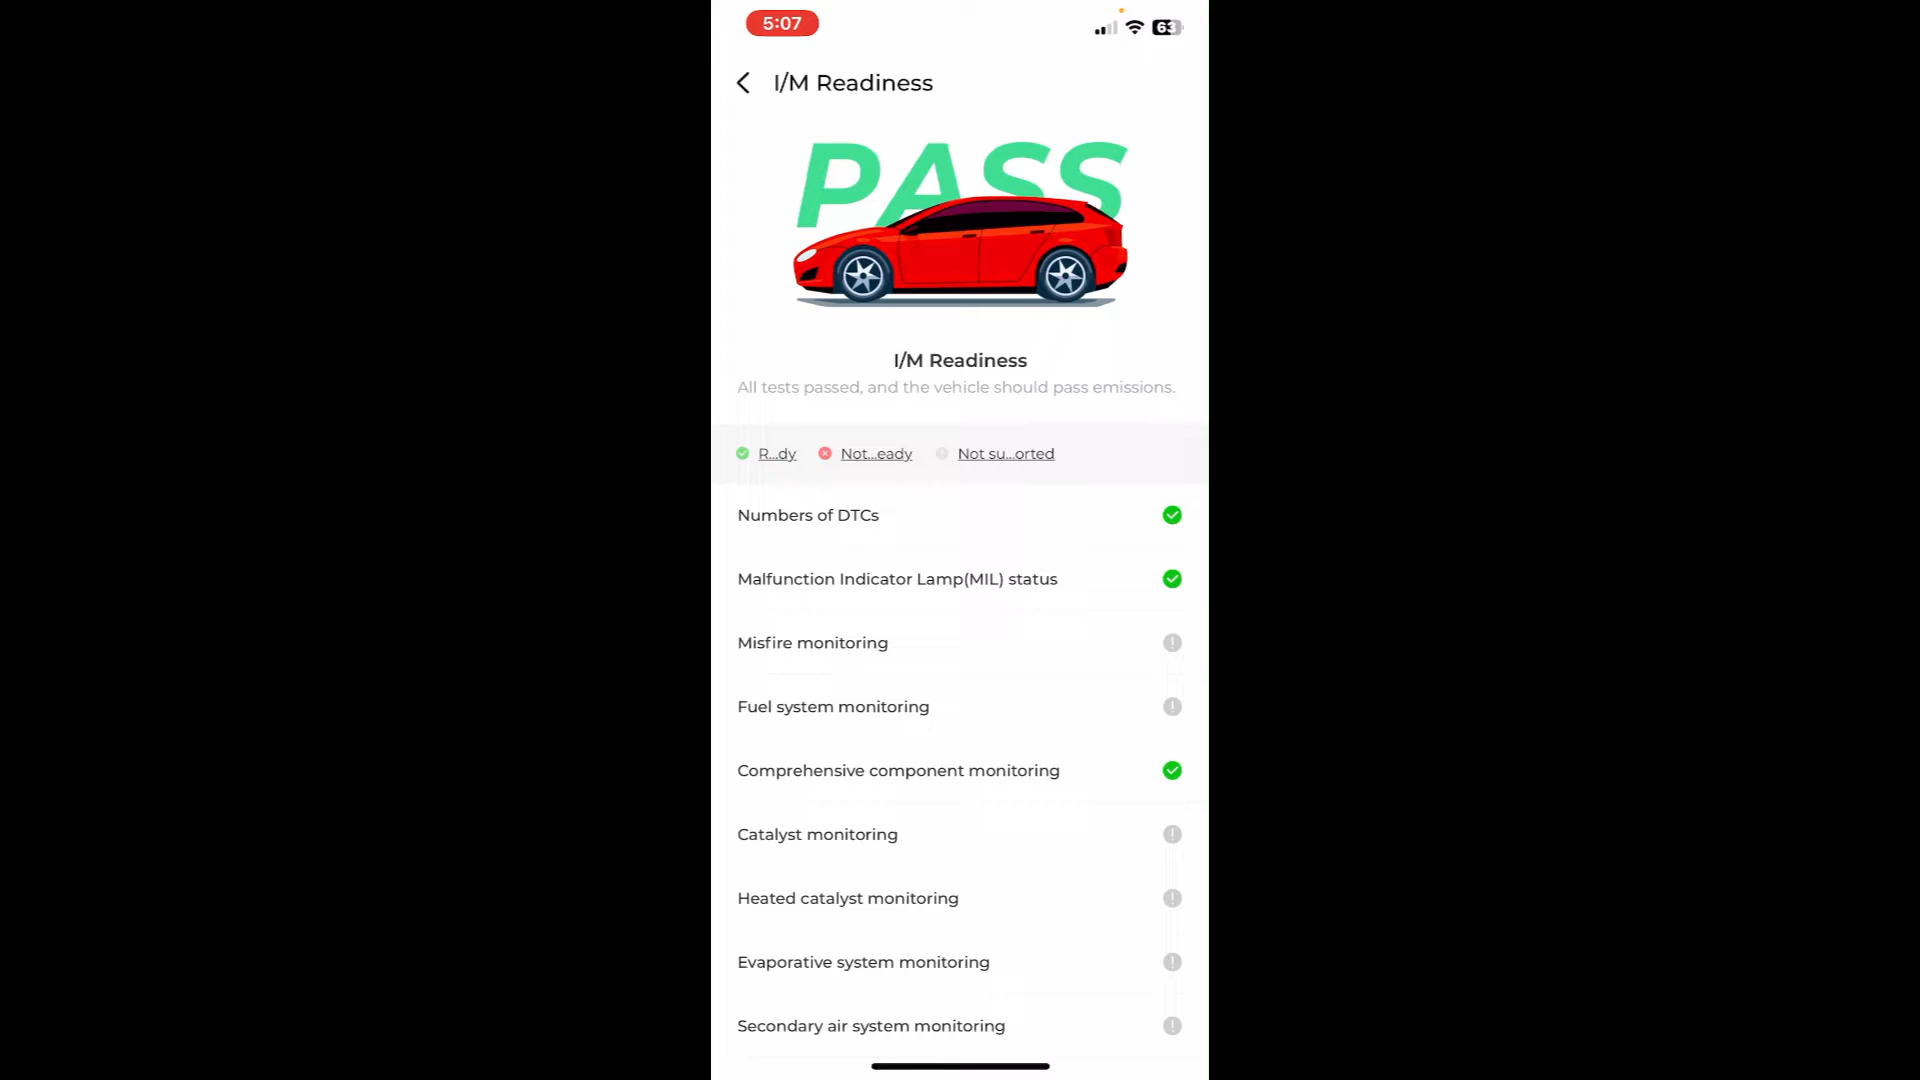 5:07
63
I/M Readiness
PASS
I/M Readiness
All tests passed, and the vehicle should pass emissions.
R...dy Not...eady Not su...orted
Numbers of DTCs
Malfunction Indicator Lamp(MIL) status
Misfire monitoring
Fuel system monitoring
Comprehensive component monitoring
Catalyst monitoring
Heated catalyst monitoring
Evaporative system monitoring
Secondary air system monitoring